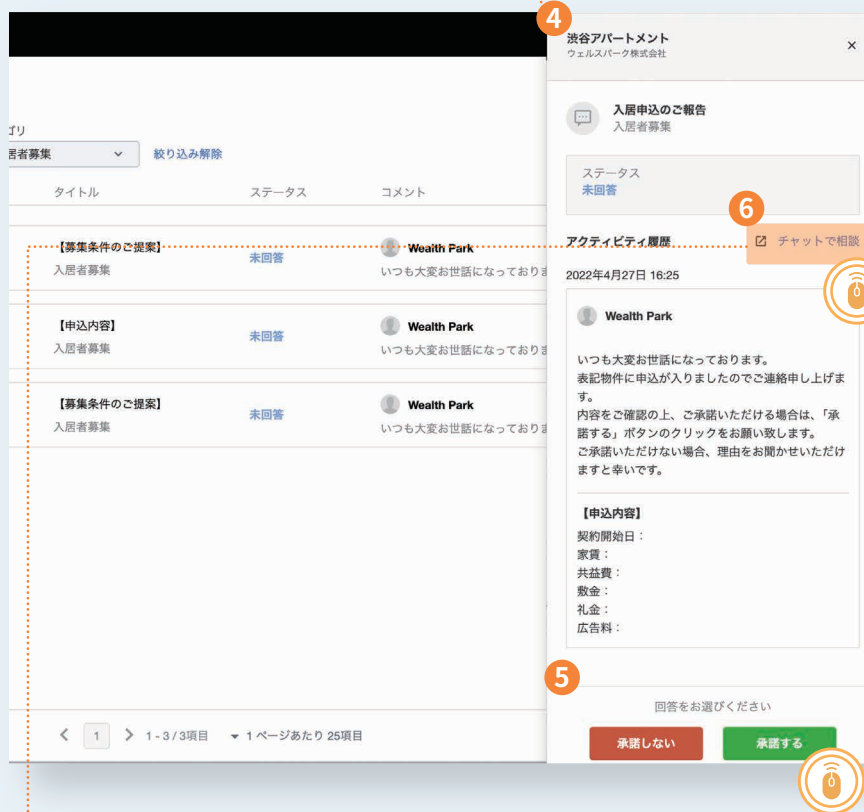 4
渋谷アパートメント
ウェルスパーク株式会社
×
ゴリ
居者募集
絞り込み解除
タイトル
ステータス
コメント
【募集条件のご提案】
入居者募集
未回答
Wealth Park
いつも大変お世話になっておりま
【申込内容】
入居者募集
未回答
Wealth Park
いつも大変お世話になっておりま
【募集条件のご提案】
入居者募集
未回答
Wealth Park
いつも大変お世話になっておりま
1
1 - 3 / 3項目
1 ページあたり 25項目
入居申込のご報告
入居者募集
ステータス
未回答
6
アクティビティ履歴
チャットで相談
2022年4月27日 16:25
Wealth Park
いつも大変お世話になっております。
表記物件に申込が入りましたのでご連絡申し上げま
す。
内容をご確認の上、ご承諾いただける場合は、「承
諾する」ボタンのクリックをお願い致します。
ご承諾いただけない場合、理由をお聞かせいただけ
ますと幸いです。
【申込内容】
契約開始日：
家賃：
共益費：
敷金：
礼金：
広告料：
5
回答をお選びください
承諾しない
承諾する